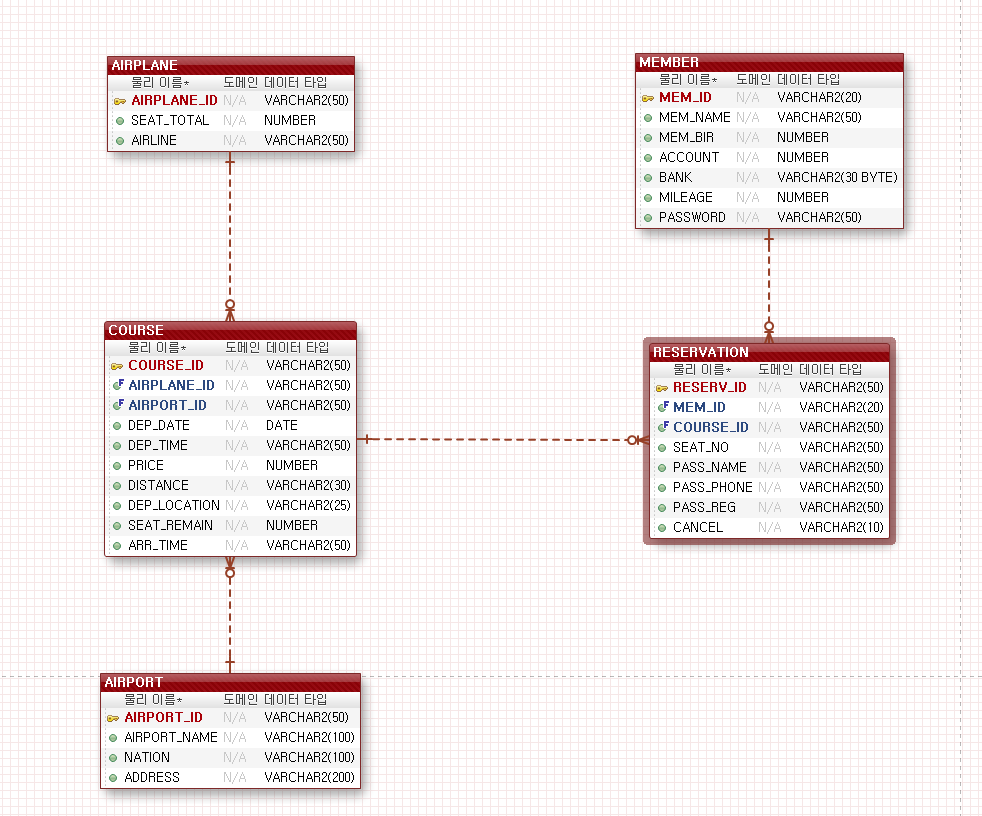 AIRPLANE
물리 이름* 도메인 데이터 타입
AIRPLANE_ID N/A VARCHAR2(50)
SEAT_TOTAL N/A NUMBER
AIRLINE N/A VARCHAR2(50)
MEMBER
물리 이름* 도메인 데이터 타입
MEM_ID N/A VARCHAR2(20)
MEM_NAME N/A VARCHAR2(50)
MEM_BIR N/A NUMBER
ACCOUNT N/A NUMBER
BANK N/A VARCHAR2(30 BYTE)
MILEAGE N/A NUMBER
PASSWORD N/A VARCHAR2(50)
COURSE
물리 이름* 도메인 데이터 타입
COURSE_ID N/A VARCHAR2(50)
F AIRPLANE_ID N/A VARCHAR2(50)
F AIRPORT_ID N/A VARCHAR2(50)
DEP_DATE N/A DATE
DEP_TIME N/A VARCHAR2(50)
PRICE N/A NUMBER
DISTANCE N/A VARCHAR2(30)
DEP_LOCATION N/A VARCHAR2(25)
SEAT_REMAIN N/A NUMBER
ARR_TIME N/A VARCHAR2(50)
RESERVATION
물리 이름* 도메인 데이터 타입
RESERV_ID N/A VARCHAR2(50)
F MEM_ID N/A VARCHAR2(20)
F COURSE_ID N/A VARCHAR2(50)
SEAT_NO N/A VARCHAR2(50)
PASS_NAME N/A VARCHAR2(50)
PASS_PHONE N/A VARCHAR2(50)
PASS_REG N/A VARCHAR2(50)
CANCEL N/A VARCHAR2(10)
AIRPORT
물리 이름* 도메인 데이터 타입
AIRPORT_ID N/A VARCHAR2(50)
AIRPORT_NAME N/A VARCHAR2(100)
NATION N/A VARCHAR2(100)
ADDRESS N/A VARCHAR2(200)